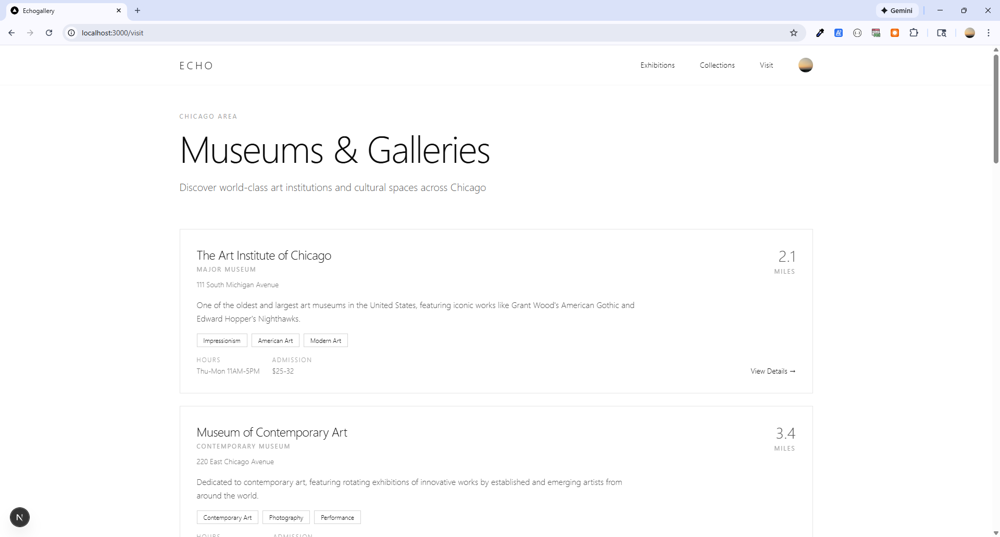 Echogallery
Gemini
localhost:3000/visit
ECHO
Exhibitions
Collections
Visit
CHICAGO AREA
Museums & Galleries
Discover world-class art institutions and cultural spaces across Chicago
The Art Institute of Chicago
2.1
MAJOR MUSEUM
MILES
111 South Michigan Avenue
One of the oldest and largest art museums in the United States, featuring iconic works like Grant Wood's American Gothic and
Edward Hopper's Nighthawks.
Impressionism
American Art
Modern Art
HOURS
ADMISSION
Thu-Mon 11AM-5PM
$25-32
View Details →
Museum of Contemporary Art
3.4
CONTEMPORARY MUSEUM
MILES
220 East Chicago Avenue
Dedicated to contemporary art, featuring rotating exhibitions of innovative works by established and emerging artists from
around the world.
Contemporary Art
Photography
Performance
HOURS
ADMISSION
N